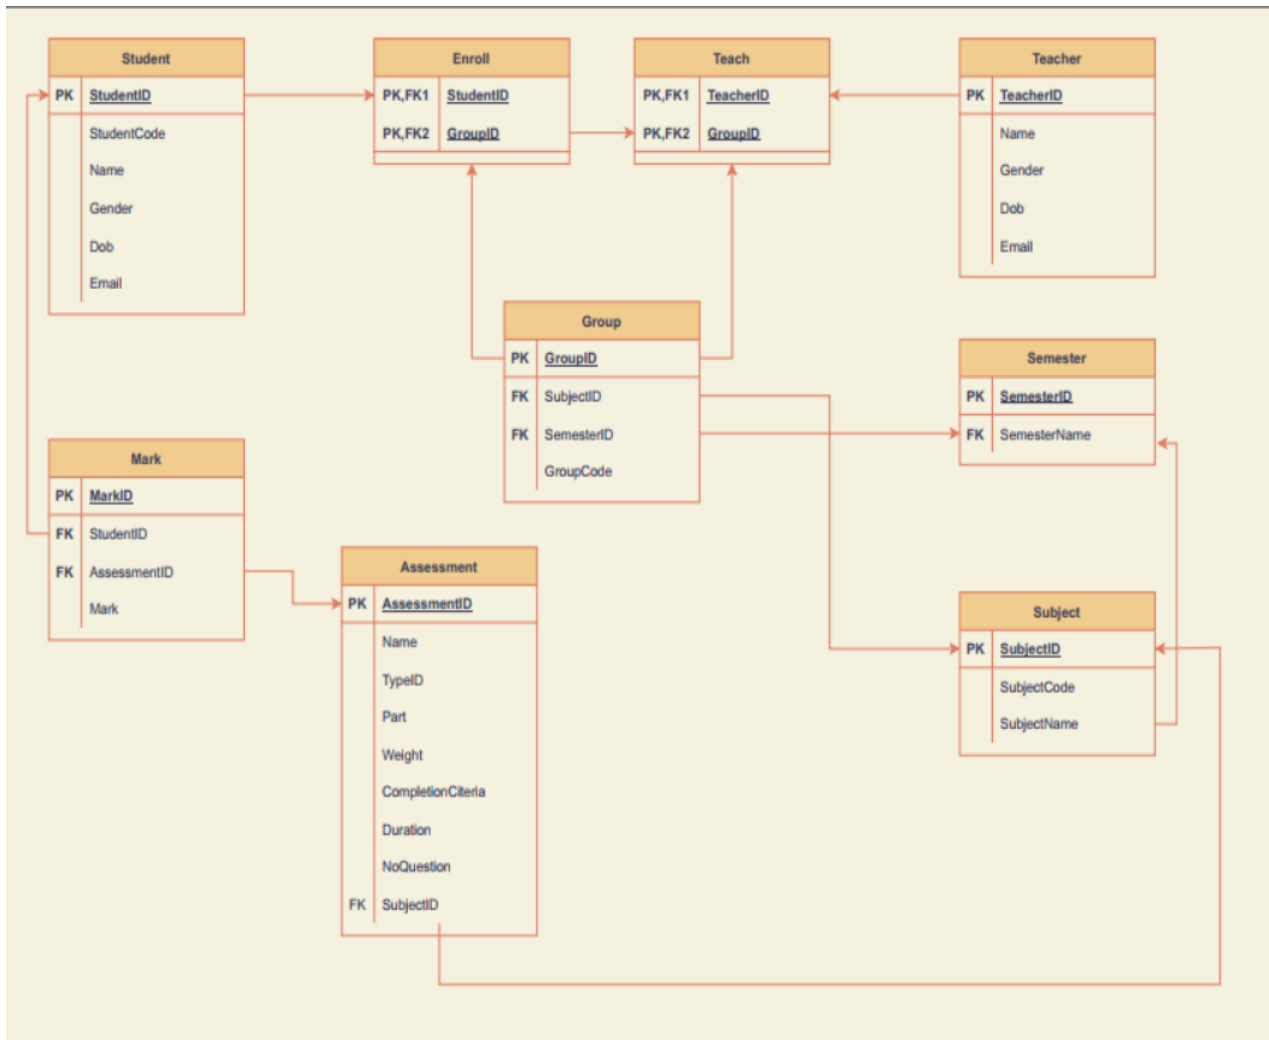 Student
PK StudentID
StudentCode
Name
Gender
Dob
Email
Enroll
PK,FK1 StudentID
PK,FK2 GroupID
Teach
PK,FK1 TeacherID
PK,FK2 GroupID
Teacher
PK TeacherID
Name
Gender
Dob
Email
Group
PK GroupID
FK SubjectID
FK SemesterID
GroupCode
Semester
PK SemesterID
FK SemesterName
Mark
PK MarkID
FK StudentID
FK AssessmentID
Mark
Assessment
PK AssessmentID
Name
TypeID
Part
Weight
CompletionCiteria
Duration
NoQuestion
FK SubjectID
Subject
PK SubjectID
SubjectCode
SubjectName